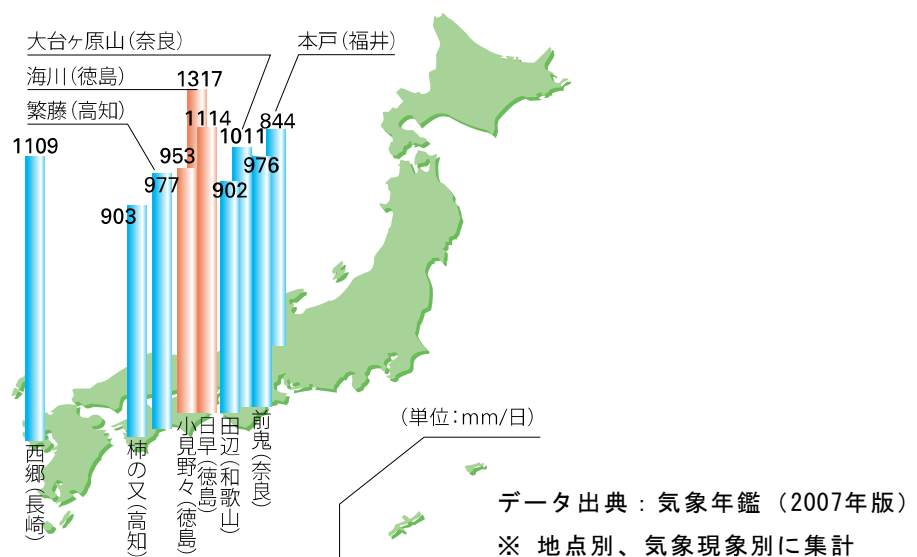 大台ヶ原山(奈良)
本戸(福井)
海川(徳島)
1317
繁藤(高知)
1114
844
1011
1109
953
976
977
902
903
西郷(長崎)
柿の又(高知)
小見野々(徳島)
日早(徳島)
田辺(和歌山)
前鬼(奈良)
(単位:mm/日)
データ出典:気象年鑑(2007年版)
※ 地点別、気象現象別に集計